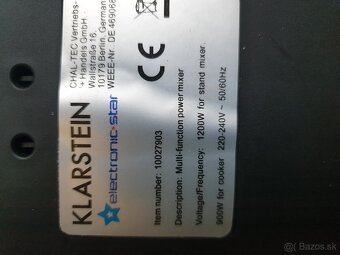 KLARSTEIN
electronic-star
CHAL-TEC Vertriebs-
+ Handels GmbH
Wallstraße 16,
10179 Berlin, Germany
WEEE-Nr: DE 469068
CE
Item number: 10027903
Description: Multi-function power mixer
Voltage/Frequency: 1200W for stand mixer
900W for cooker 220-240V ~ 50/60Hz
Bazos.sk